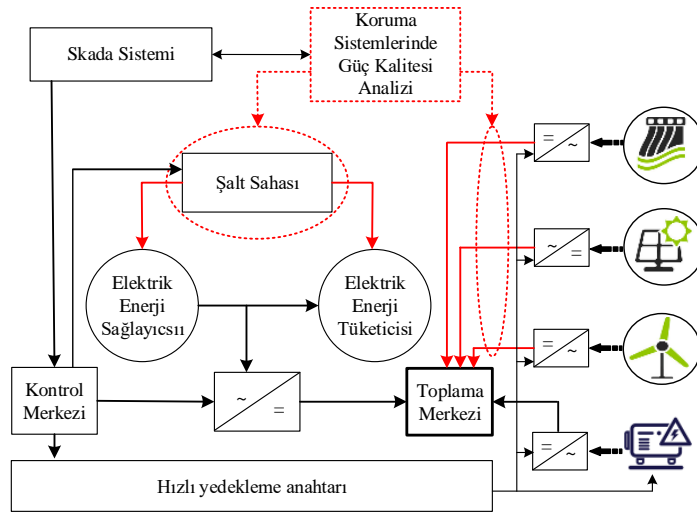 Skada Sistemi
Koruma
Sistemlerinde
Güç Kalitesi
Analizi
Şalt Sahası
Elektrik
Enerji
Sağlayıcsıı
Elektrik
Enerji
Tüketicisi
Kontrol
Merkezi
Toplama
Merkezi
Hızlı yedekleme anahtarı